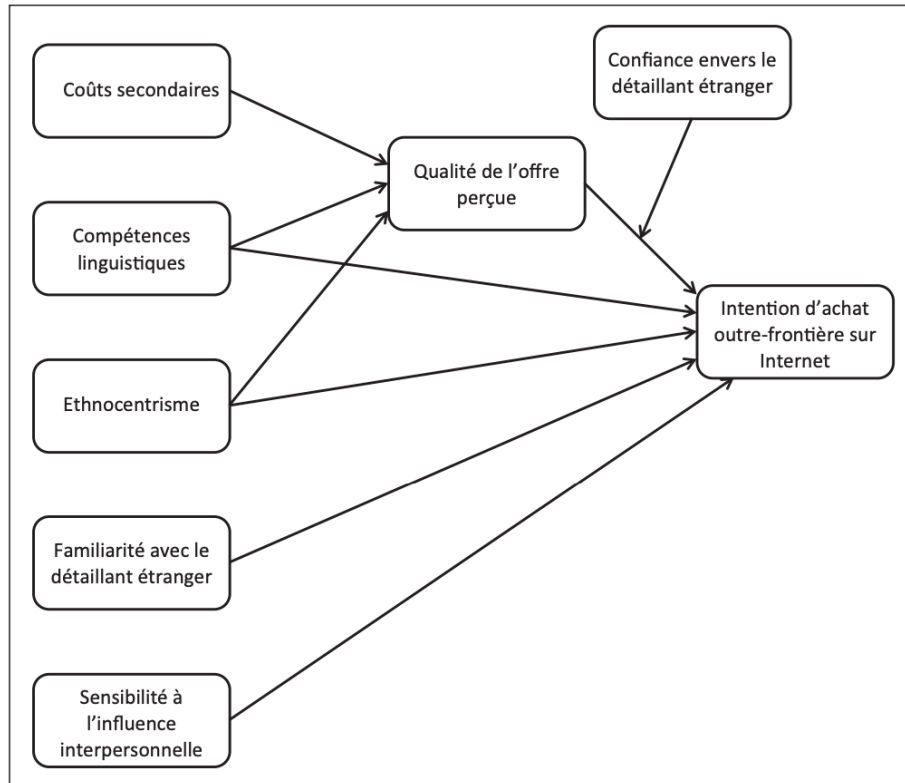 Coûts secondaires
Confiance envers le
détaillant étranger
Qualité de l'offre
perçue
Compétences
linguistiques
Intention d'achat
outre-frontière sur
Internet
Ethnocentrisme
Familiarité avec le
détaillant étranger
Sensibilité à
l'influence
interpersonnelle